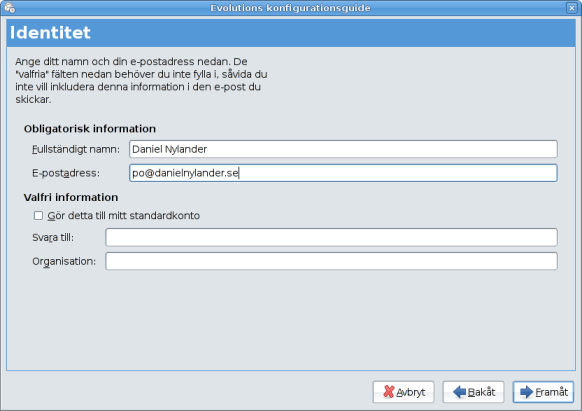 Evolutions konfigurationsguide
Identitet
Ange ditt namn och din e-postadress nedan. De
"valfria" fälten nedan behöver du inte fylla i, såvida du
inte vill inkludera denna information i den e-post du
skickar.
Obligatorisk information
Fullständigt namn: Daniel Nylander
E-postadress: po@danielnylander.se
Valfri information
Gör detta till mitt standardkonto
Svara till:
Organisation:
Avbryt Bakåt Framåt